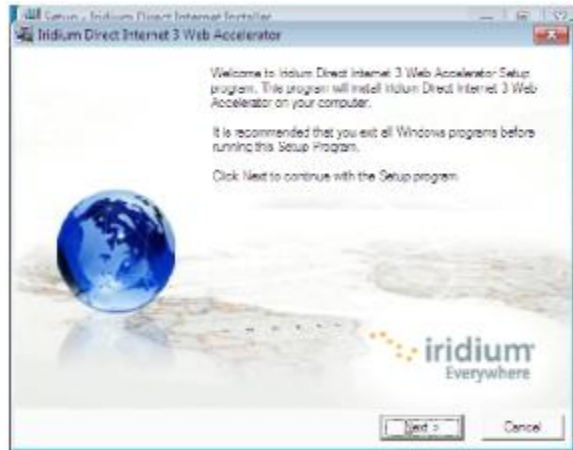 Setup - Iridium Direct Internet Installer
Iridium Direct Internet 3 Web Accelerator
Welcome to Iridium Direct Internet 3 Web Accelerator Setup
program. This program will install Iridium Direct Internet 3 Web
Accelerator on your computer.
It is recommended that you exit all Windows programs before
running this Setup Program.
Click Next to continue with the Setup program
iridium
Everywhere
Next >
Cancel